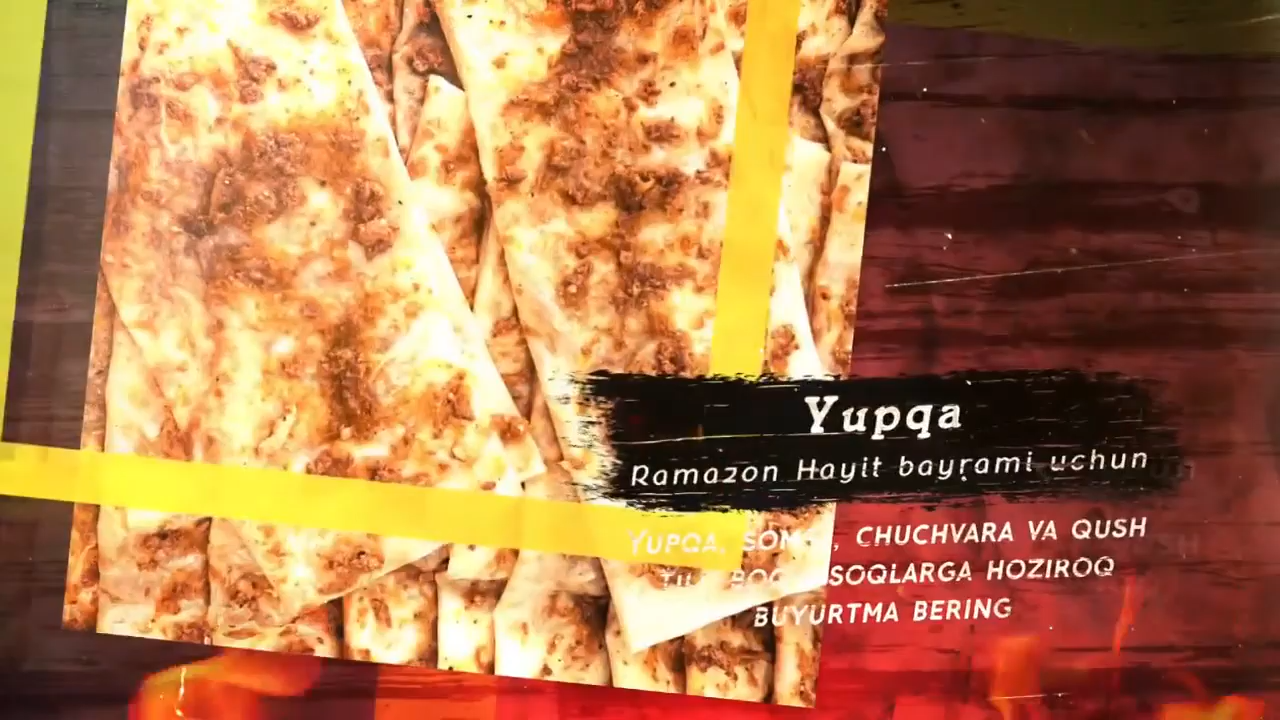 Yupqa
Ramazon Hayit bayrami uchun
YUPQA, CHUCHVARA VA QUSH
HOZIROQ
BUYURTMA BERING